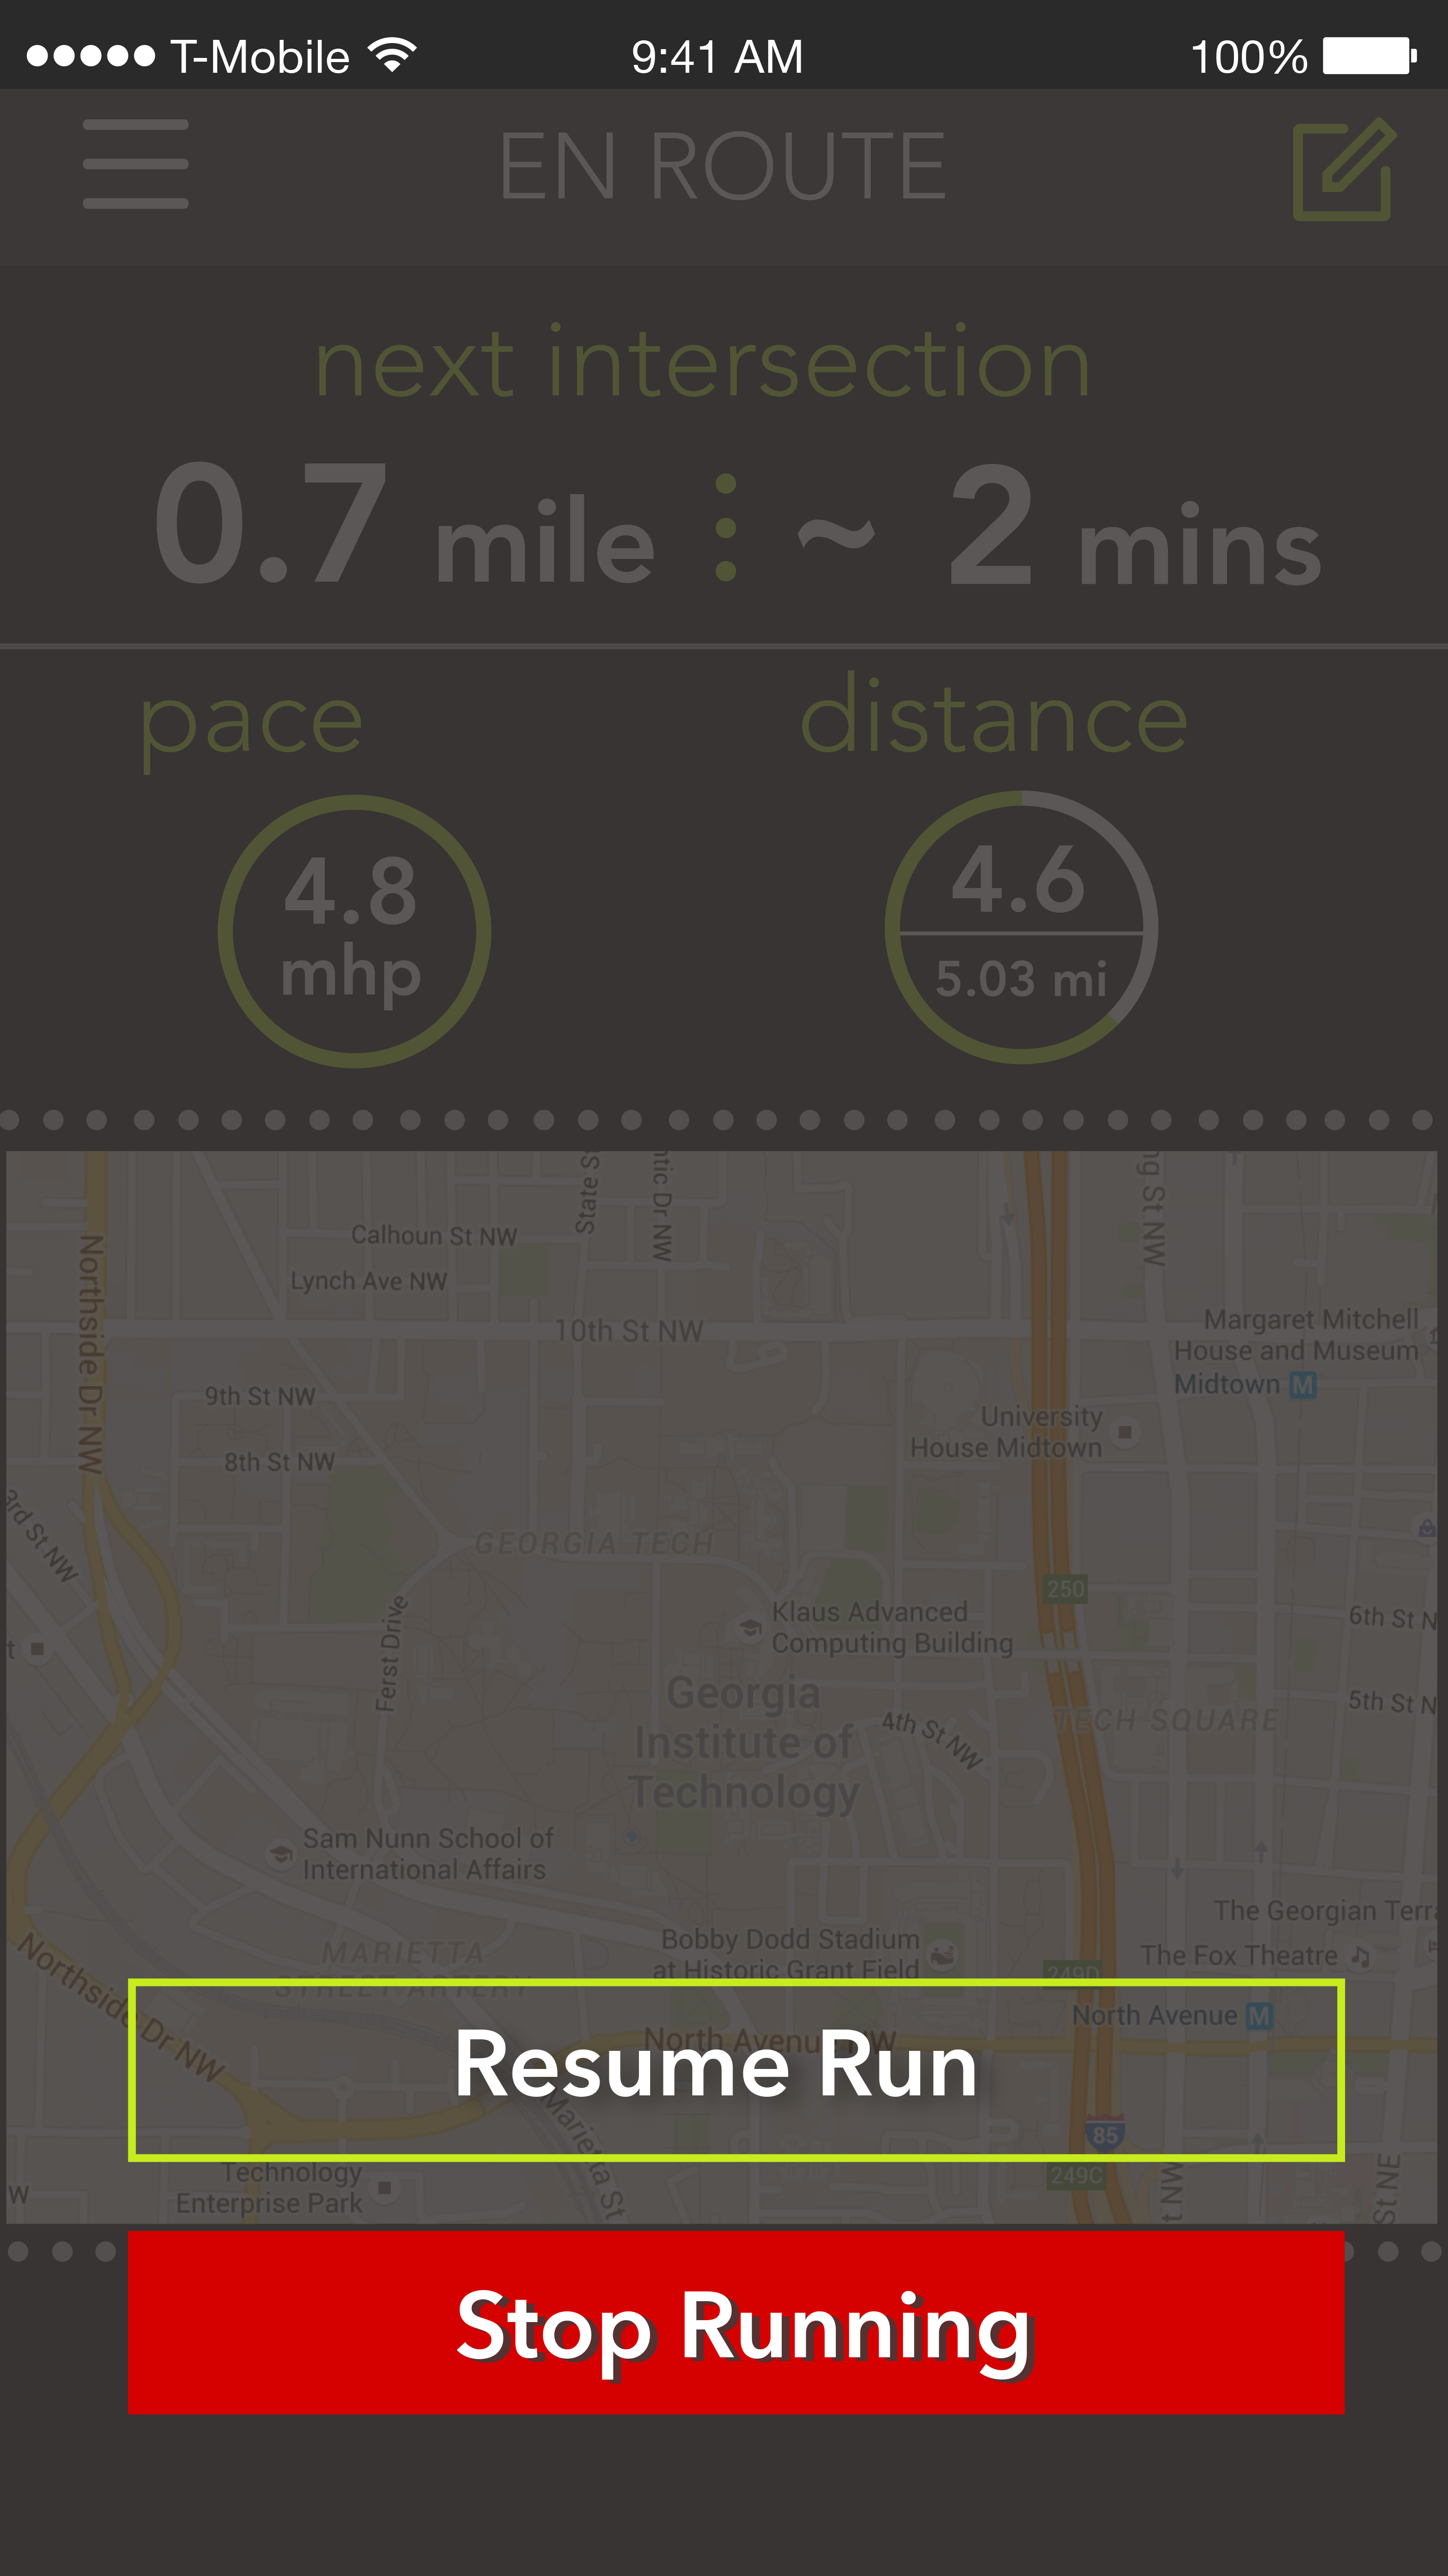 T-Mobile 9:41 AM 100%
EN ROUTE
next intersection
0.7 mile ~ 2 mins
pace distance
4.8
mhp
4.6
5.03 mi
State St
ntic Dr NW
ng St NW
Calhoun St NW
Lynch Ave NW
Northside Dr NW
10th St NW
Margaret Mitchell
House and Museum
Midtown M
9th St NW
University
House Midtown
8th St NW
3rd St NW
GEORGIA TECH
250
Ferst Drive
Klaus Advanced
Computing Building
6th St N
t
Georgia
Institute of
Technology
4th St NW
5th St N
TECH SQUARE
Sam Nunn School of
International Affairs
The Georgian Terra
MARIETTA
STREET ARTERY
Bobby Dodd Stadium
at Historic Grant Field
The Fox Theatre
249D
Northside Dr NW
North Avenue M
North Avenue NW
Resume Run
Marietta St
85
Technology
Enterprise Park
249C
W
t NW
St NE
Stop Running